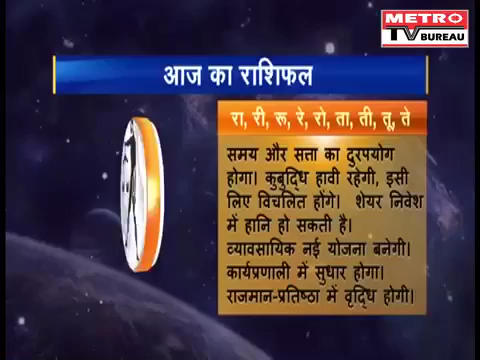 METRO
TV BUREAU
आज का राशिफल
रा, री, रू, रे, रो, ता, ती, तू, ते
समय और सत्ता का दुरपयोग
होगा। कुबुद्धि हावी रहेगी, इसी
लिए विचलित होंगे। शेयर निवेश
में हानि हो सकती है।
व्यावसायिक नई योजना बनेगी।
कार्यप्रणाली में सुधार होगा।
राजमान-प्रतिष्ठा में वृद्धि होगी।